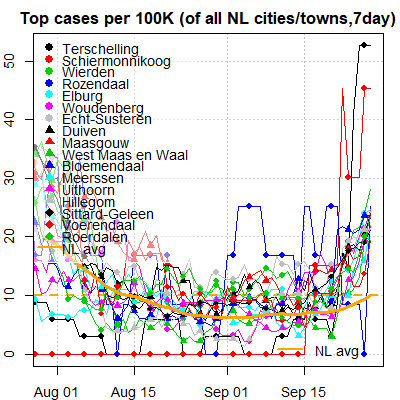 Top cases per 100K (of all NL cities/towns,7day)
Terschelling
Schiermonnikoog
Wierden
Rozendaal
Elburg
Woudenberg
Echt-Susteren
Duiven
Maasgouw
West Maas en Waal
Bloemendaal
Meerssen
Uithoorn
Hillegom
Sittard-Geleen
Voerendaal
Roerdalen
NL avg
50
40
30
20
10
0
NL avg
Aug 01
Aug 15
Sep 01
Sep 15